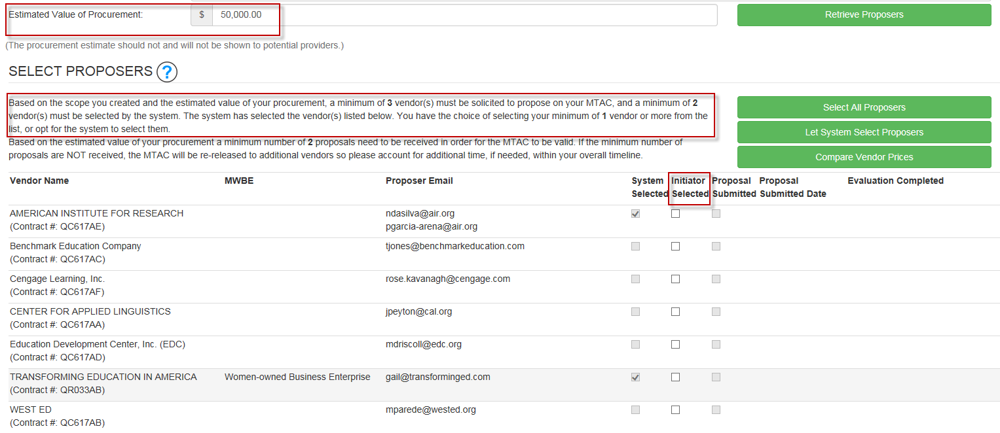 Estimated Value of Procurement: $ 50,000.00 Retrieve Proposers
(The procurement estimate should not and will not be shown to potential providers.)
SELECT PROPOSERS ?
Based on the scope you created and the estimated value of your procurement, a minimum of 3 vendor(s) must be solicited to propose on your MTAC, and a minimum of 2
vendor(s) must be selected by the system. The system has selected the vendor(s) listed below. You have the choice of selecting your minimum of 1 vendor or more from the
list, or opt for the system to select them.
Based on the estimated value of your procurement a minimum number of 2 proposals need to be received in order for the MTAC to be valid. If the minimum number of
proposals are NOT received, the MTAC will be re-released to additional vendors so please account for additional time, if needed, within your overall timeline.
Select All Proposers
Let System Select Proposers
Compare Vendor Prices
Vendor Name MWBE Proposer Email System Initiator Proposal Proposal Evaluation Completed
Selected Selected Submitted Submitted Date
AMERICAN INSTITUTE FOR RESEARCH ndasilva@air.org
(Contract #: QC617AE) pgarcia-arena@air.org
Benchmark Education Company tjones@benchmarkeducation.com
(Contract #: QC617AC)
Cengage Learning, Inc. rose.kavanagh@cengage.com
(Contract #: QC617AF)
CENTER FOR APPLIED LINGUISTICS jpeyton@cal.org
(Contract #: QC617AA)
Education Development Center, Inc. (EDC) mdriscoll@edc.org
(Contract #: QC617AD)
TRANSFORMING EDUCATION IN AMERICA Women-owned Business Enterprise gail@transforminged.com
(Contract #: QR033AB)
WEST ED mparede@wested.org
(Contract #: QC617AB)